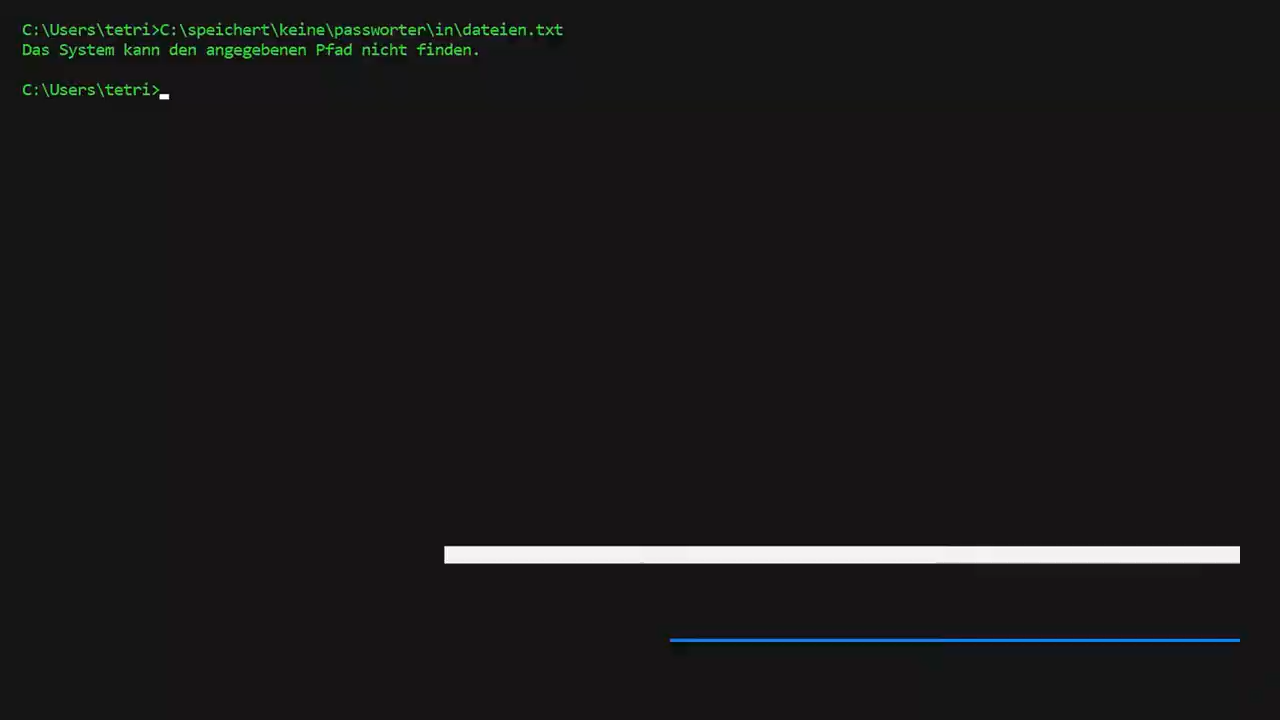 C:\Users\tetri>C:\speichert\keine\passworter\in\dateien.txt
Das System kann den angegebenen Pfad nicht finden.
C:\Users\tetri>